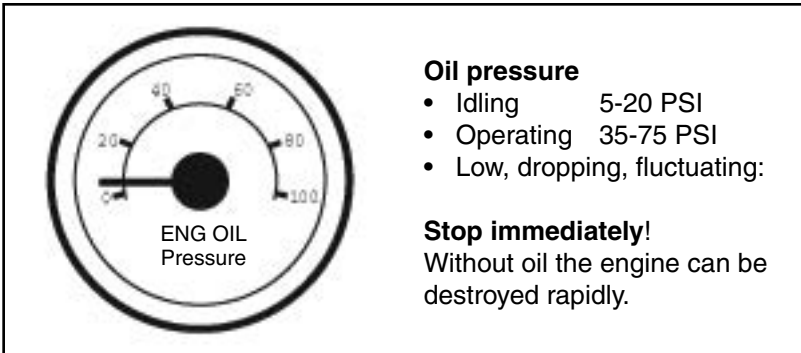 0
20
40
60
80
100
ENG OIL
Pressure
Oil pressure
• Idling 5-20 PSI
• Operating 35-75 PSI
• Low, dropping, fluctuating:
Stop immediately!
Without oil the engine can be
destroyed rapidly.